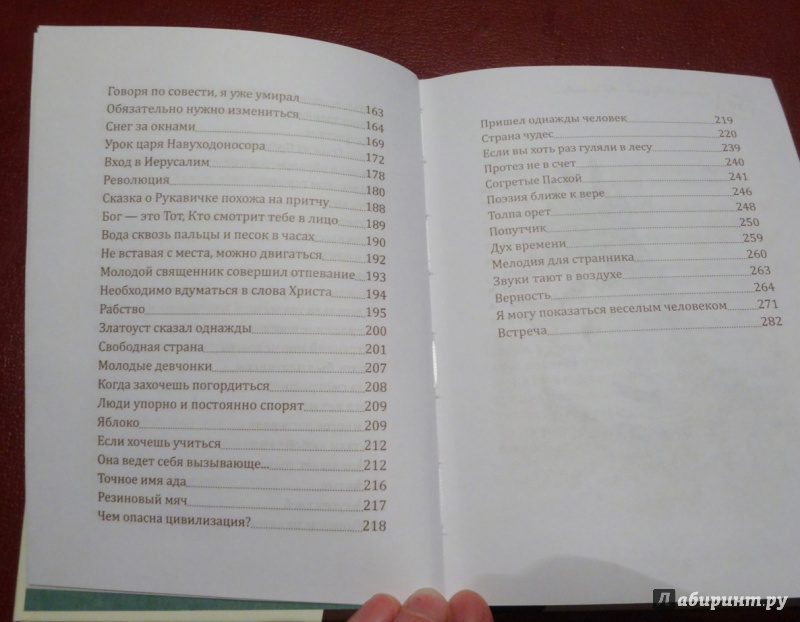 Говоря по совести, я уже умирал 163
Обязательно нужно измениться 164
Снег за окнами 169
Урок царя Навуходоносора 172
Вход в Иерусалим 178
Революция 180
Сказка о Рукавичке похожа на притчу 188
Бог — это Тот, Кто смотрит тебе в лицо 189
Вода сквозь пальцы и песок в часах 190
Не вставая с места, можно двигаться 192
Молодой священник совершил отпевание 193
Необходимо вдуматься в слова Христа 194
Рабство 195
Златоуст сказал однажды 200
Свободная страна 201
Молодые девчонки 207
Когда захочешь погордиться 208
Люди упорно и постоянно спорят 209
Яблоко 209
Если хочешь учиться 212
Она ведет себя вызывающе... 212
Точное имя ада 216
Резиновый мяч 217
Чем опасна цивилизация? 218
Пришел однажды человек 219
Страна чудес 220
Если вы хоть раз гуляли в лесу 239
Протез не в счет 240
Согретые Пасхой 241
Поэзия ближе к вере 246
Толпа орет 248
Попутчик 250
Дух времени 259
Мелодия для странника 260
Звуки тают в воздухе 263
Верность 264
Я могу показаться веселым человеком 271
Встреча 282
Лабиринт.ру